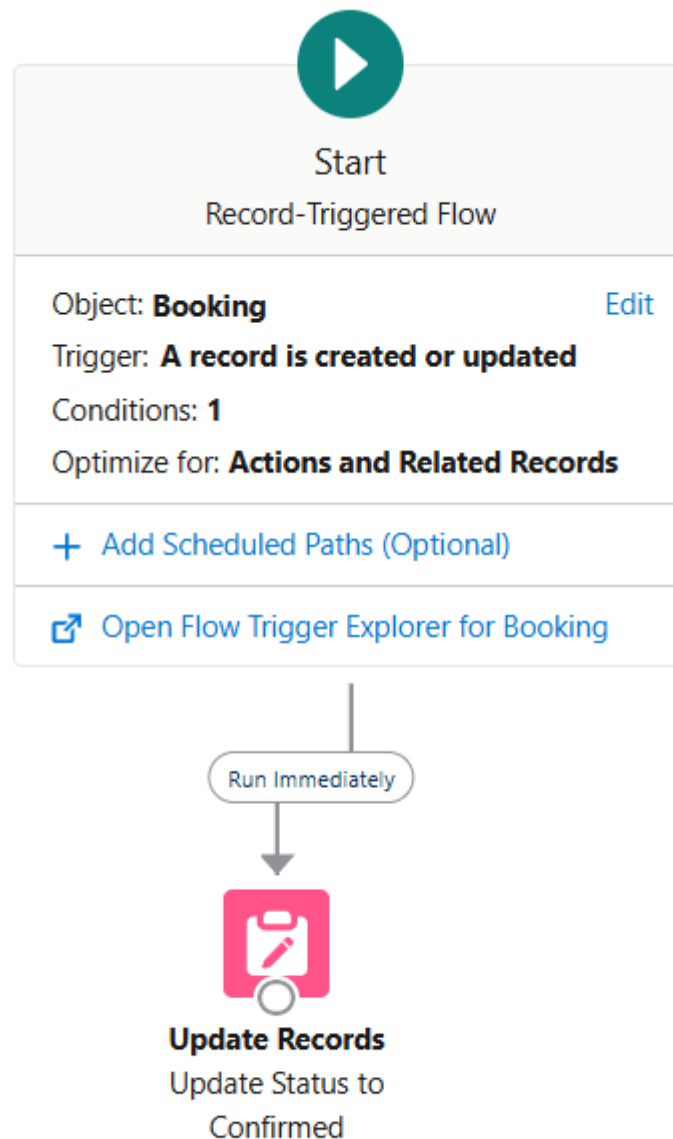 Start
Record-Triggered Flow
Object: Booking Edit
Trigger: A record is created or updated
Conditions: 1
Optimize for: Actions and Related Records
Add Scheduled Paths (Optional)
Open Flow Trigger Explorer for Booking
Run Immediately
Update Records
Update Status to
Confirmed